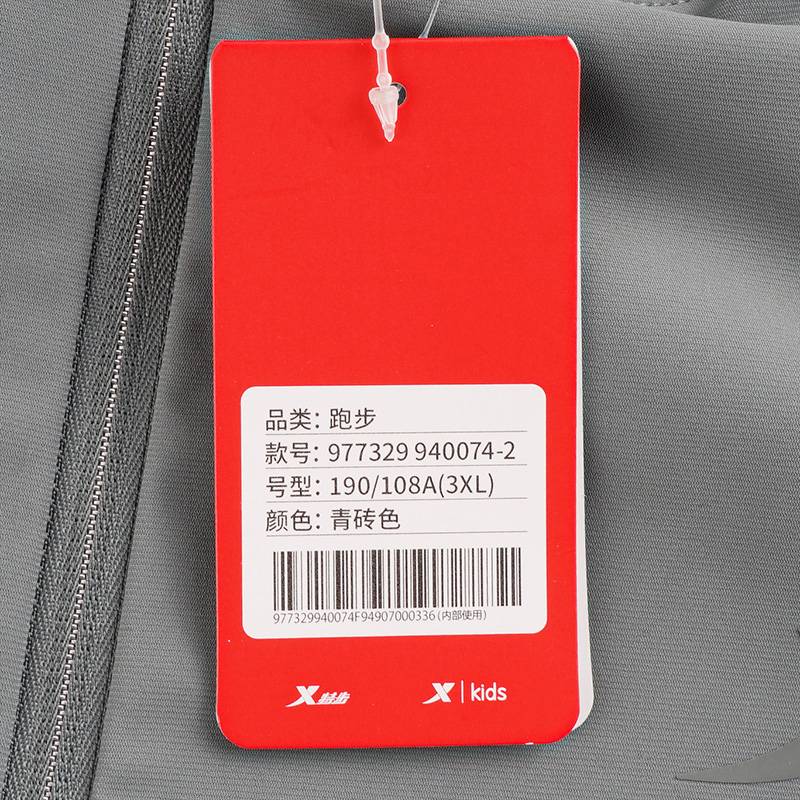 品类: 跑步
款号: 977329 940074-2
号型: 190/108A(3XL)
颜色: 青砖色
977329940074F94907000336 (内部使用)
X 特步 X | kids